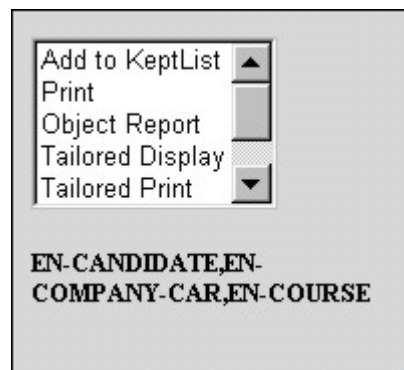 Add to KeptList
Print
Object Report
Tailored Display
Tailored Print
EN-CANDIDATE,EN-
COMPANY-CAR,EN-COURSE